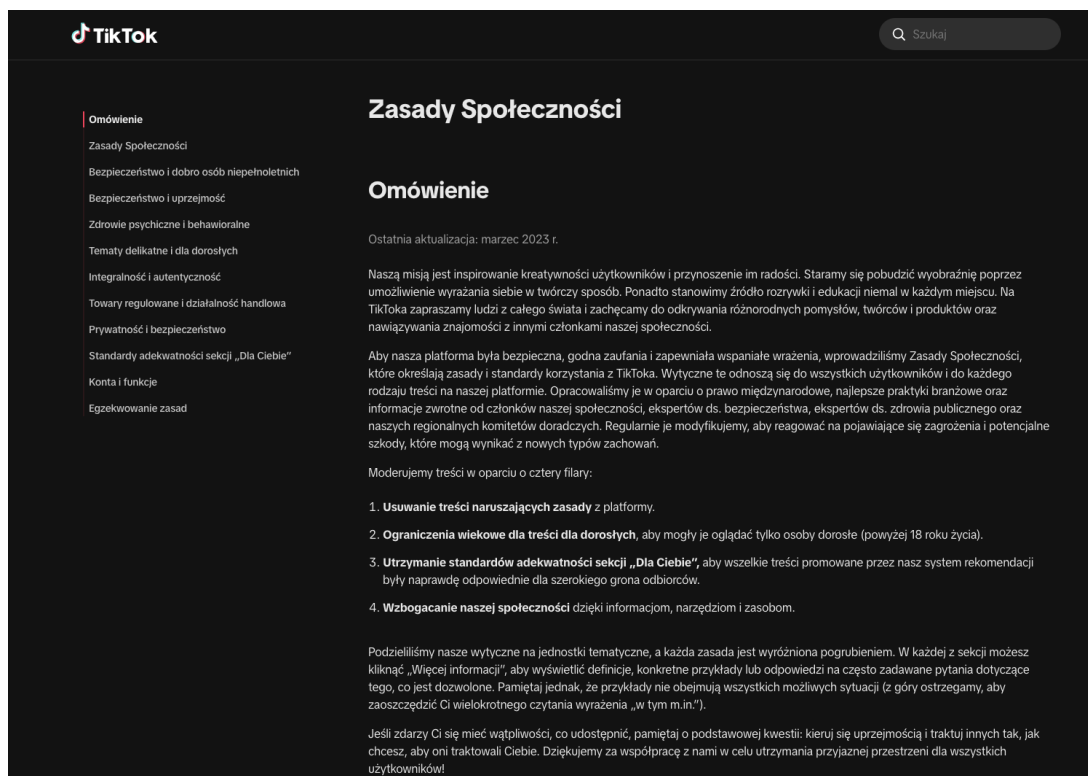 TikTok
Szukaj
Omówienie
Zasady Społeczności
Bezpieczeństwo i dobro osób niepełnoletnich
Bezpieczeństwo i uprzejmość
Zdrowie psychiczne i behawioralne
Tematy delikatne i dla dorosłych
Integralność i autentyczność
Towary regulowane i działalność handlowa
Prywatność i bezpieczeństwo
Standardy adekwatności sekcji „Dla Ciebie”
Konta i funkcje
Egzekwowanie zasad
Zasady Społeczności
Omówienie
Ostatnia aktualizacja: marzec 2023 r.
Naszą misją jest inspirowanie kreatywności użytkowników i przynoszenie im radości. Staramy się pobudzić wyobraźnię poprzez
umożliwienie wyrażania siebie w twórczy sposób. Ponadto stanowimy źródło rozrywki i edukacji niemal w każdym miejscu. Na
TikToka zapraszamy ludzi z całego świata i zachęcamy do odkrywania różnorodnych pomysłów, twórców i produktów oraz
nawiązywania znajomości z innymi członkami naszej społeczności.
Aby nasza platforma była bezpieczna, godna zaufania i zapewniała wspaniałe wrażenia, wprowadziliśmy Zasady Społeczności,
które określają zasady i standardy korzystania z TikToka. Wytyczne te odnoszą się do wszystkich użytkowników i do każdego
rodzaju treści na naszej platformie. Opracowaliśmy je w oparciu o prawo międzynarodowe, najlepsze praktyki branżowe oraz
informacje zwrotne od członków naszej społeczności, ekspertów ds. bezpieczeństwa, ekspertów ds. zdrowia publicznego oraz
naszych regionalnych komitetów doradczych. Regularnie je modyfikujemy, aby reagować na pojawiające się zagrożenia i potencjalne
szkody, które mogą wynikać z nowych typów zachowań.
Moderujemy treści w oparciu o cztery filary:
1. Usuwanie treści naruszających zasady z platformy.
2. Ograniczenia wiekowe dla treści dla dorosłych, aby mogły je oglądać tylko osoby dorosłe (powyżej 18 roku życia).
3. Utrzymanie standardów adekwatności sekcji „Dla Ciebie”, aby wszelkie treści promowane przez nasz system rekomendacji
były naprawdę odpowiednie dla szerokiego grona odbiorców.
4. Wzbogacanie naszej społeczności dzięki informacjom, narzędziom i zasobom.
Podzieliliśmy nasze wytyczne na jednostki tematyczne, a każda zasada jest wyróżniona pogrubieniem. W każdej z sekcji możesz
kliknąć „Więcej informacji”, aby wyświetlić definicje, konkretne przykłady lub odpowiedzi na często zadawane pytania dotyczące
tego, co jest dozwolone. Pamiętaj jednak, że przykłady nie obejmują wszystkich możliwych sytuacji (z góry ostrzegamy, aby
zaoszczędzić Ci wielokrotnego czytania wyrażenia „w tym m.in.”).
Jeśli zdarzy Ci się mieć wątpliwości, co udostępnić, pamiętaj o podstawowej kwestii: kieruj się uprzejmością i traktuj innych tak, jak
chcesz, aby oni traktowali Ciebie. Dziękujemy za współpracę z nami w celu utrzymania przyjaznej przestrzeni dla wszystkich
użytkowników!